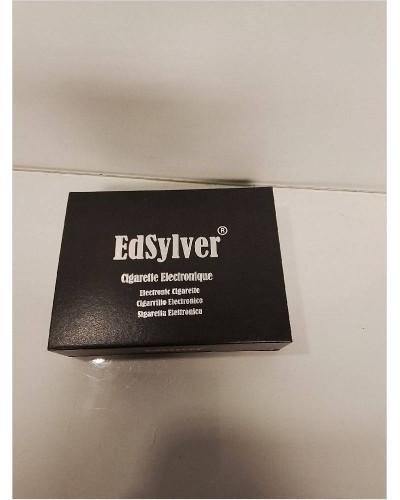 EdSylver®
Cigarette Electronique
Electronic Cigarette
Cigarrillo Electronico
Sigaretta Elettronica